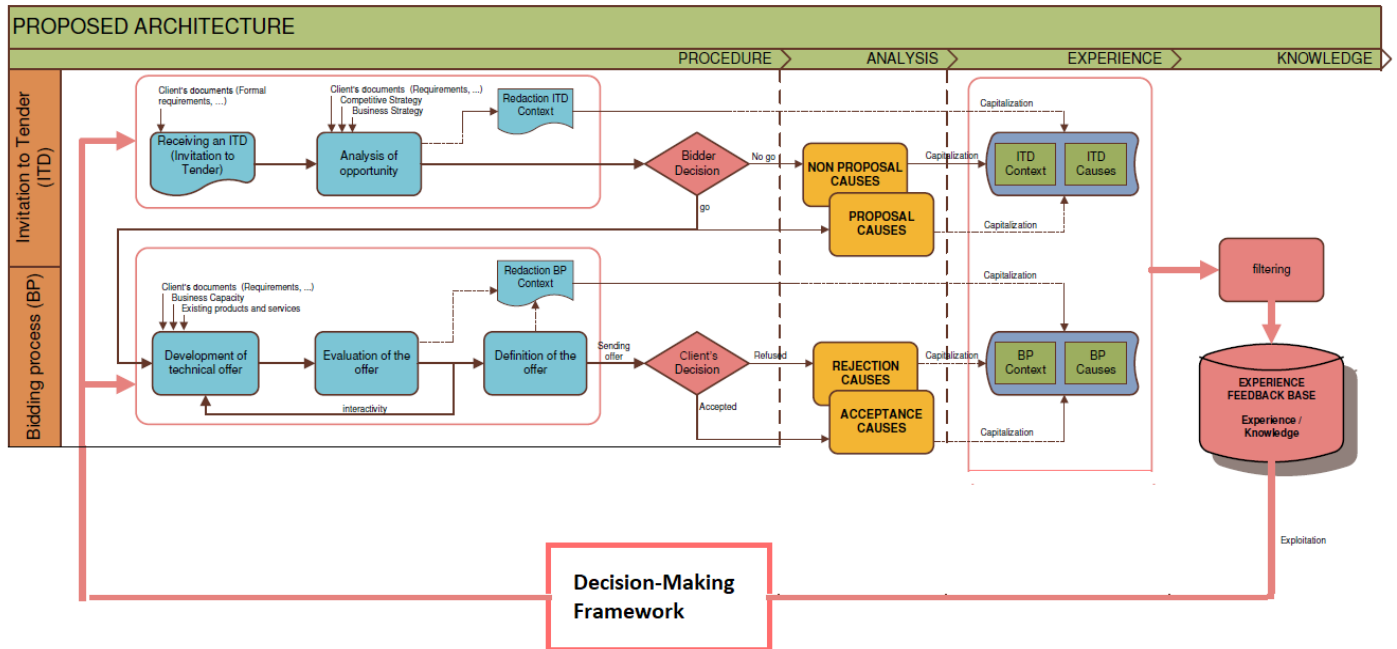 PROPOSED ARCHITECTURE
PROCEDURE
ANALYSIS
EXPERIENCE
KNOWLEDGE
Invitation to Tender
(ITD)
Client's documents (Formal
requirements, ...)
Receiving an ITD
(Invitation to
Tender)
Client's documents (Requirements, ...)
Competitive Strategy
Business Strategy
Analysis of
opportunity
Redaction ITD
Context
Bidder
Decision
No go
go
NON PROPOSAL
CAUSES
PROPOSAL
CAUSES
Capitalization
Capitalization
Capitalization
ITD
Context
ITD
Causes
Bidding process (BP)
Client's documents (Requirements, ...)
Business Capacity
Existing products and services
Development of
technical offer
Evaluation of the
offer
interactivity
Redaction BP
Context
Definition of the
offer
Sending
offer
Client's
Decision
Refused
Accepted
REJECTION
CAUSES
ACCEPTANCE
CAUSES
Capitalization
Capitalization
Capitalization
BP
Context
BP
Causes
filtering
EXPERIENCE
FEEDBACK BASE
Experience /
Knowledge
Exploitation
Decision-Making
Framework